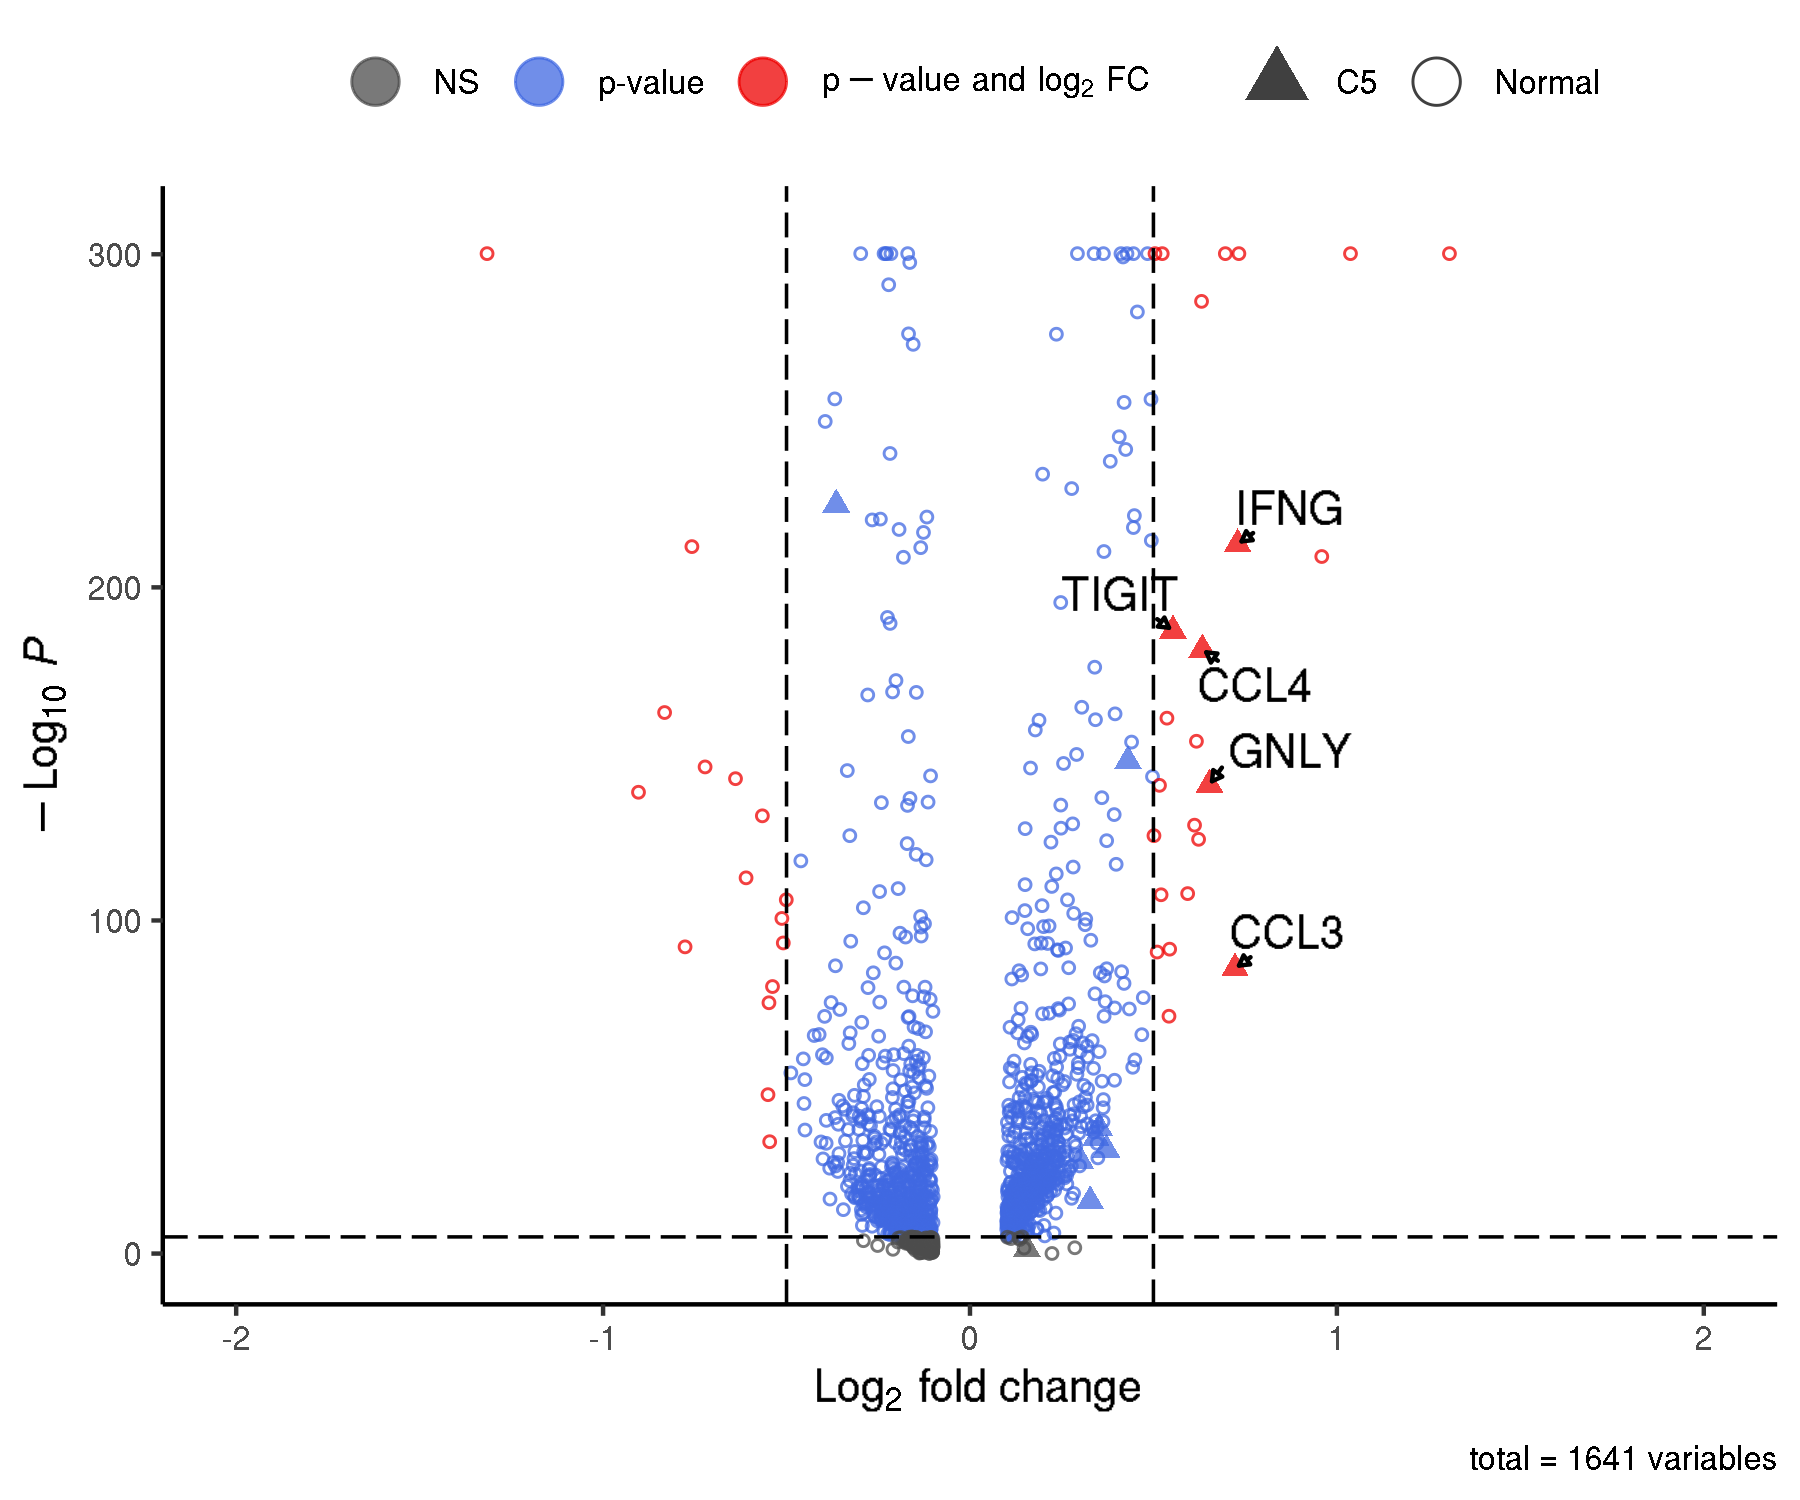 NS p-value p − value and log₂ FC C5 Normal
300
200
100
0
− Log₁₀ P
IFNG
TIGIT
CCL4
GNLY
CCL3
-2 -1 0 1 2
Log₂ fold change
total = 1641 variables